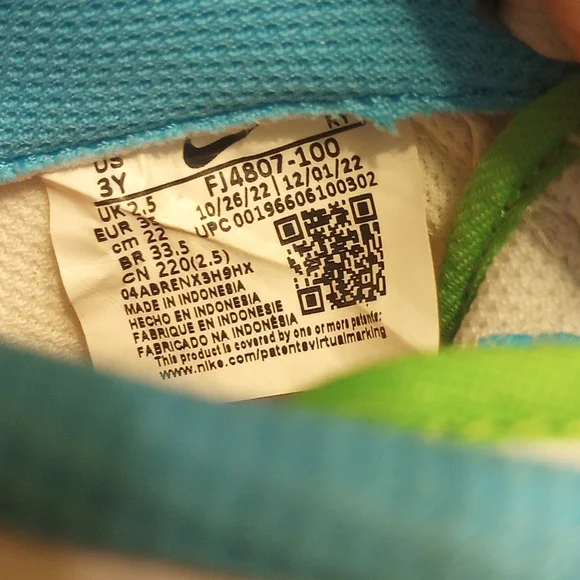 US
RY
3Y
FJ4807-100
10/26/22 | 12/01/22
UPC 00196606100302
UK 2.5
EUR
cm 22
BR 33.5
CN 220(2.5)
04ABRENX3H9HX
MADE IN INDONESIA
HECHO EN INDONESIA
FABRIQUE EN INDONESIE
FABRICADO NA INDONÉSIA
This product is covered by one or more patents:
www.nike.com/patentsvirtualmarking